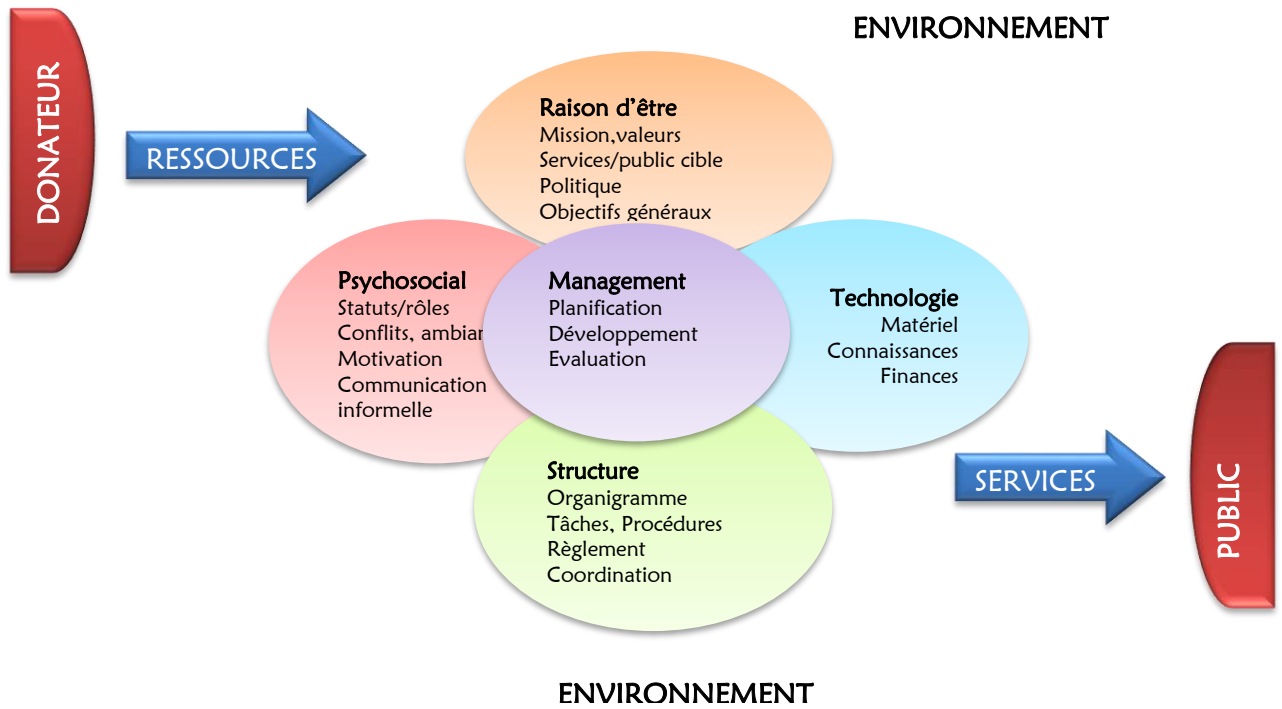 ENVIRONNEMENT
DONATEUR
RESSOURCES
Raison d’être
Mission,valeurs
Services/public cible
Politique
Objectifs généraux
Psychosocial
Statuts/rôles
Conflits, ambian
Motivation
Communication
informelle
Management
Planification
Développement
Evaluation
Technologie
Matériel
Connaissances
Finances
Structure
Organigramme
Tâches, Procédures
Règlement
Coordination
SERVICES
PUBLIC
ENVIRONNEMENT